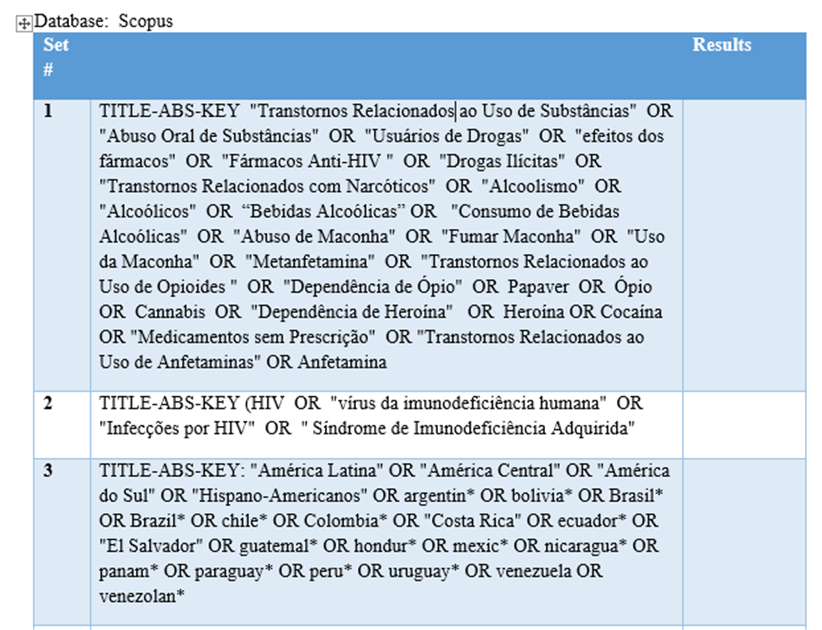 Database: Scopus
Set # Results
1 TITLE-ABS-KEY "Transtornos Relacionados ao Uso de Substâncias" OR
"Abuso Oral de Substâncias" OR "Usuários de Drogas" OR "efeitos dos
fármacos" OR "Fármacos Anti-HIV " OR "Drogas Ilícitas" OR
"Transtornos Relacionados com Narcóticos" OR "Alcoolismo" OR
"Alcoólicos" OR “Bebidas Alcoólicas” OR "Consumo de Bebidas
Alcoólicas" OR "Abuso de Maconha" OR "Fumar Maconha" OR "Uso
da Maconha" OR "Metanfetamina" OR "Transtornos Relacionados ao
Uso de Opioides " OR "Dependência de Ópio" OR Papaver OR Ópio
OR Cannabis OR "Dependência de Heroína" OR Heroína OR Cocaína
OR "Medicamentos sem Prescrição" OR "Transtornos Relacionados ao
Uso de Anfetaminas" OR Anfetamina
2 TITLE-ABS-KEY (HIV OR "vírus da imunodeficiência humana" OR
"Infecções por HIV" OR " Síndrome de Imunodeficiência Adquirida"
3 TITLE-ABS-KEY: "América Latina" OR "América Central" OR "América
do Sul" OR "Hispano-Americanos" OR argentin* OR bolivia* OR Brasil*
OR Brazil* OR chile* OR Colombia* OR "Costa Rica" OR ecuador* OR
"El Salvador" OR guatemal* OR hondur* OR mexic* OR nicaragua* OR
panam* OR paraguay* OR peru* OR uruguay* OR venezuela OR
venezolan*